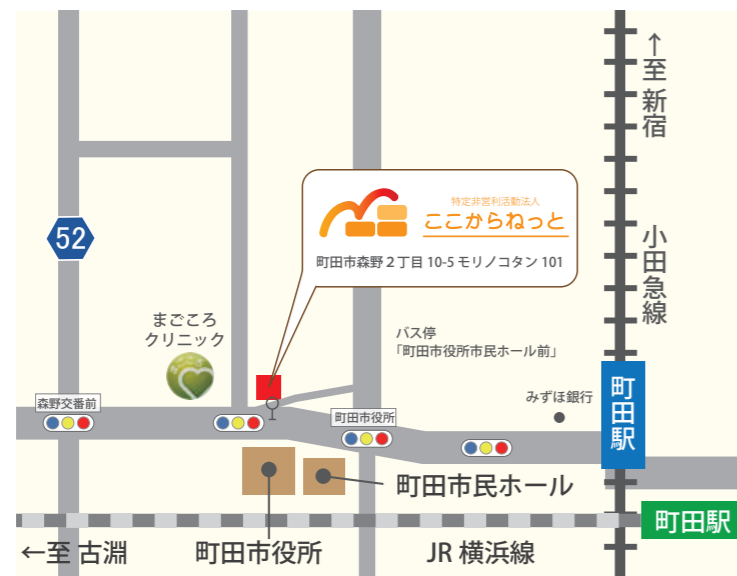 ↑至 新宿
小田急線
特定非営利活動法人
ここからねっと
町田市森野２丁目 10-5 モリノコタン 101
52
まごころ
クリニック
バス停
「町田市役所市民ホール前」
みずほ銀行
町田駅
森野交番前
町田市役所
町田市民ホール
町田駅
←至 古淵
町田市役所
JR 横浜線